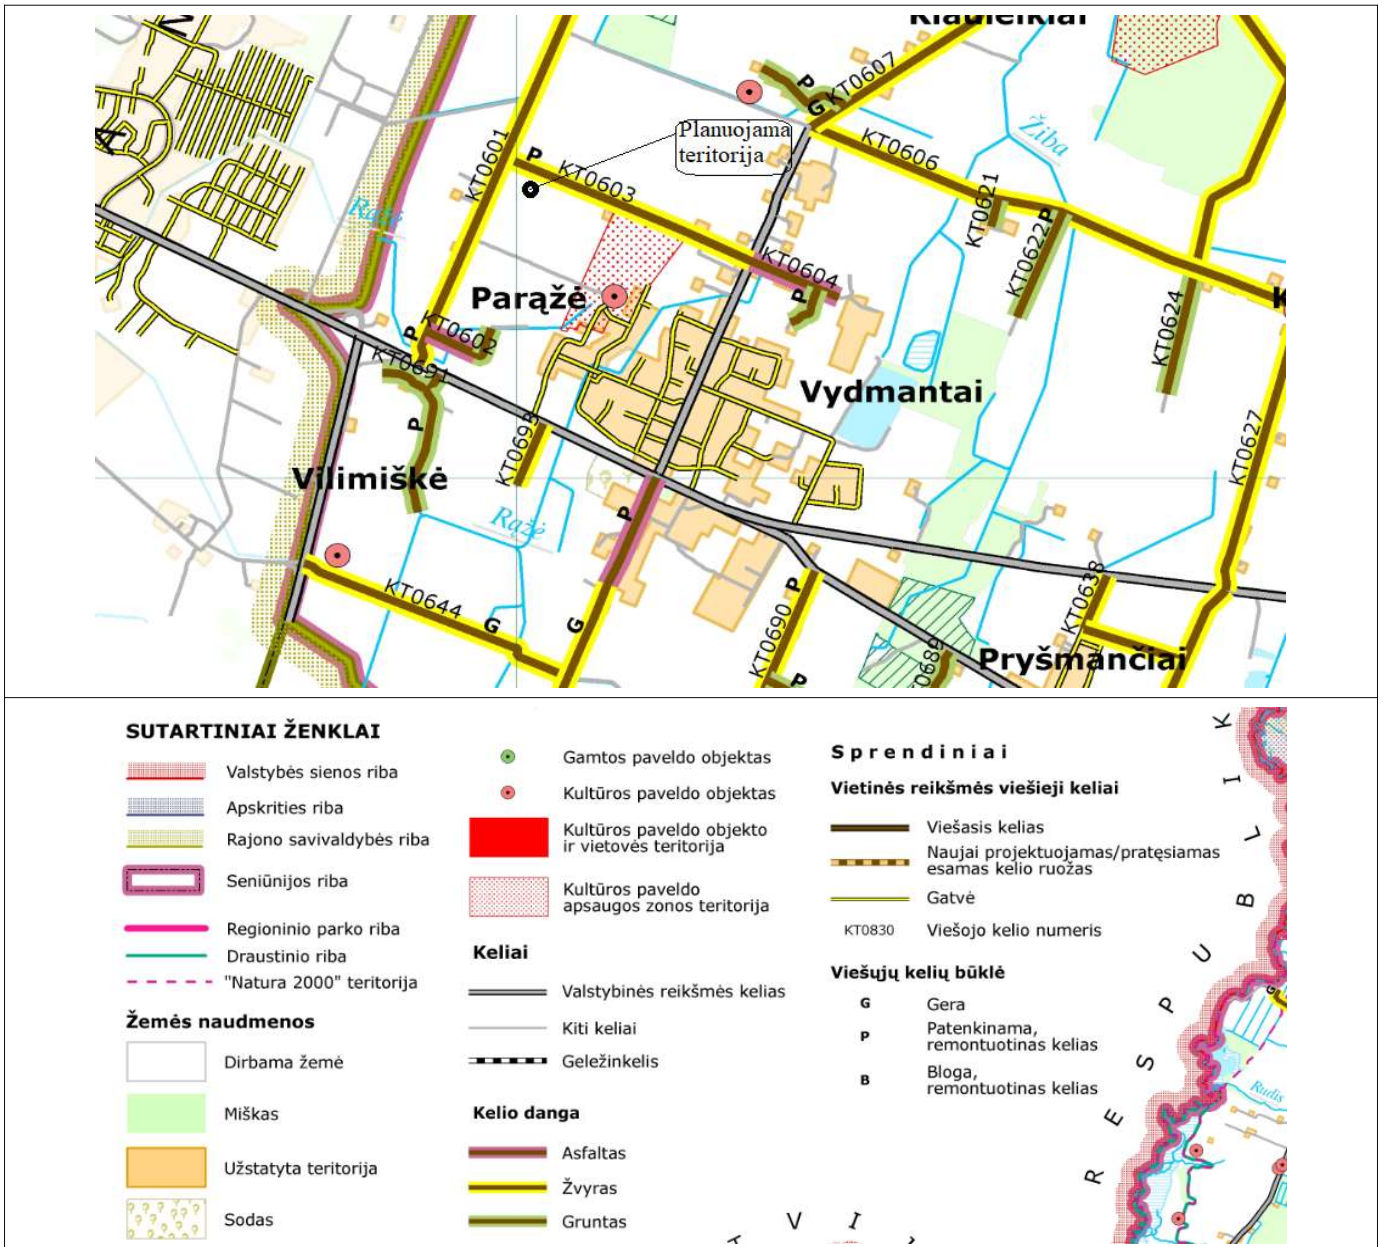 KT0607
P
G
Planuojama
teritorija
KT0601
P
KT0603
KT0606
Žiba
KT0621
P
KT0622
KT0604
P
Parąžė
P
KT0602
KT0691
KT0624
Vydmantai
P
KT0693
KT0627
Vilimiškė
Rąžė
P
KT0644
G
G
P
KT0690
P
KT0638
Pryšmančiai
SUTARTINIAI ŽENKLAI
Valstybės sienos riba
Apskrities riba
Rajono savivaldybės riba
Seniūnijos riba
Regioninio parko riba
Draustinio riba
"Natura 2000" teritorija
Žemės naudmenos
Dirbama žemė
Miškas
Užstatyta teritorija
Sodas
Gamtos paveldo objektas
Kultūros paveldo objektas
Kultūros paveldo objekto
ir vietovės teritorija
Kultūros paveldo
apsaugos zonos teritorija
Keliai
Valstybinės reikšmės kelias
Kiti keliai
Geležinkelis
Kelio danga
Asfaltas
Žvyras
Gruntas
Sprendiniai
Vietinės reikšmės viešieji keliai
Viešasis kelias
Naujai projektuojamas/pratęsiamas
esamas kelio ruožas
Gatvė
KT0830 Viešojo kelio numeris
Viešųjų kelių būklė
G Gera
P Patenkinama,
remontuotinas kelias
B Bloga,
remontuotinas kelias
RESPUBLIK
G
Rudis
V I